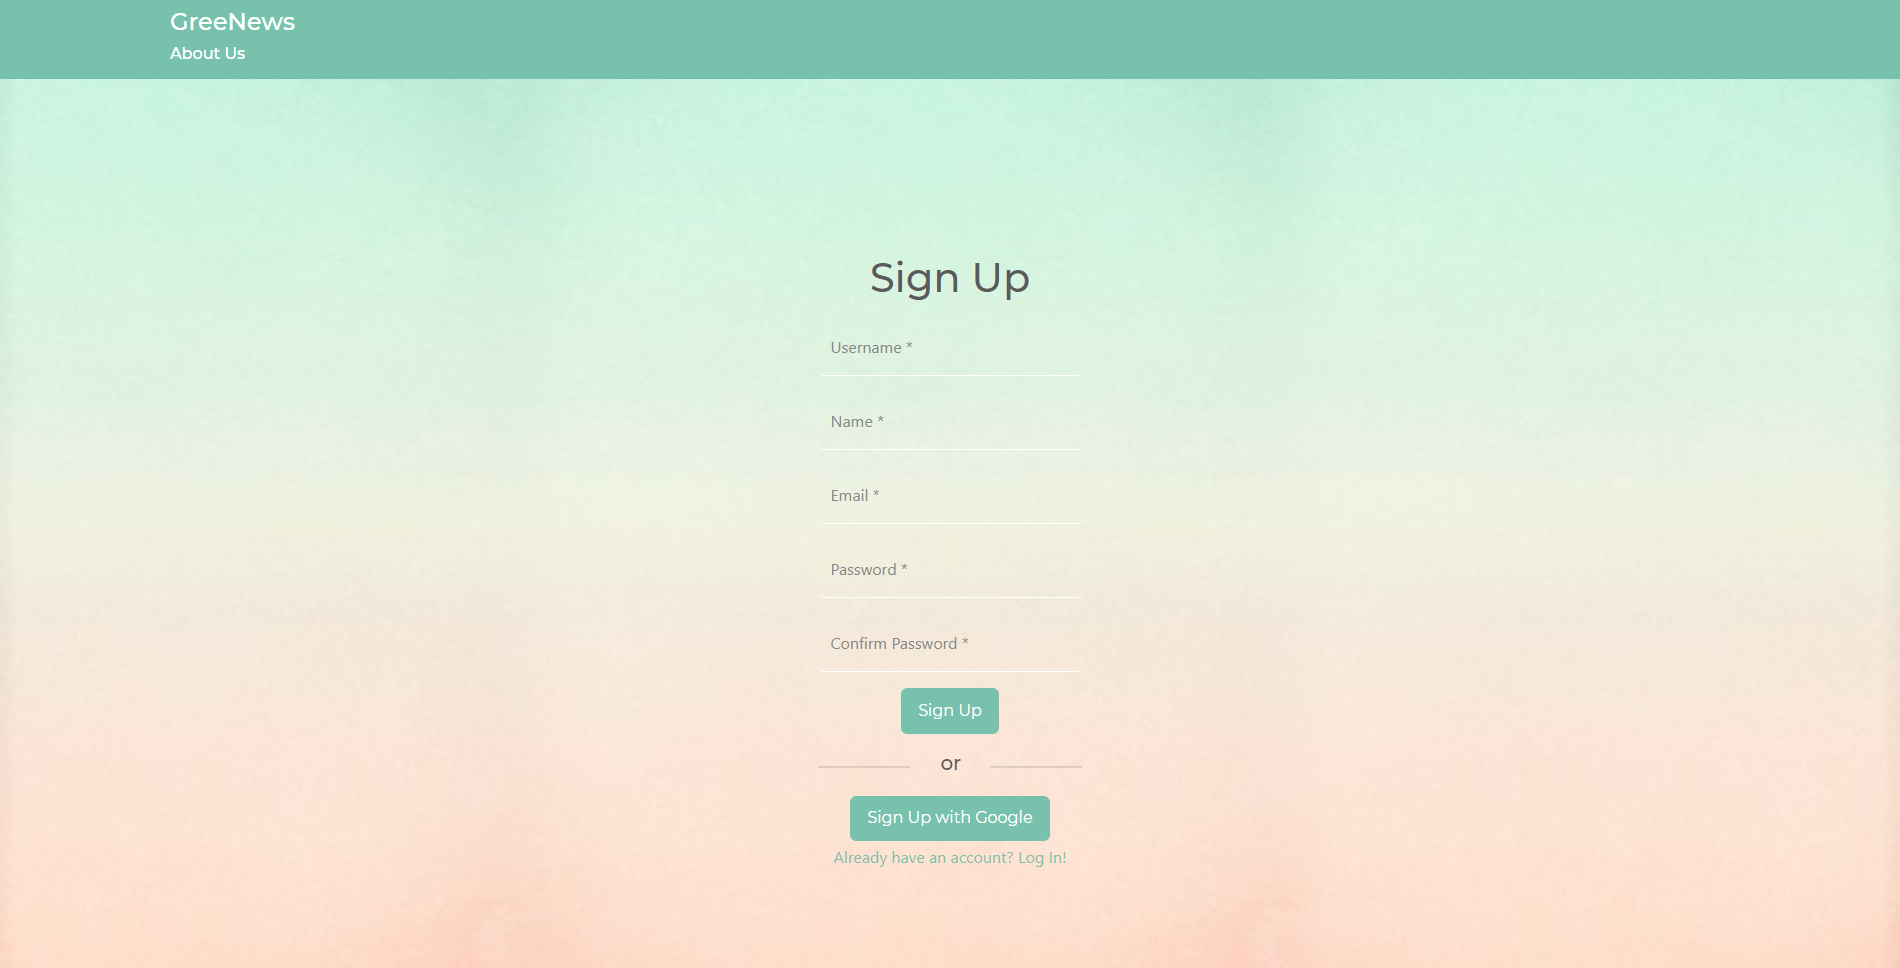 GreeNews
About Us
Sign Up
Username *
Name *
Email *
Password *
Confirm Password *
Sign Up
or
Sign Up with Google
Already have an account? Log In!